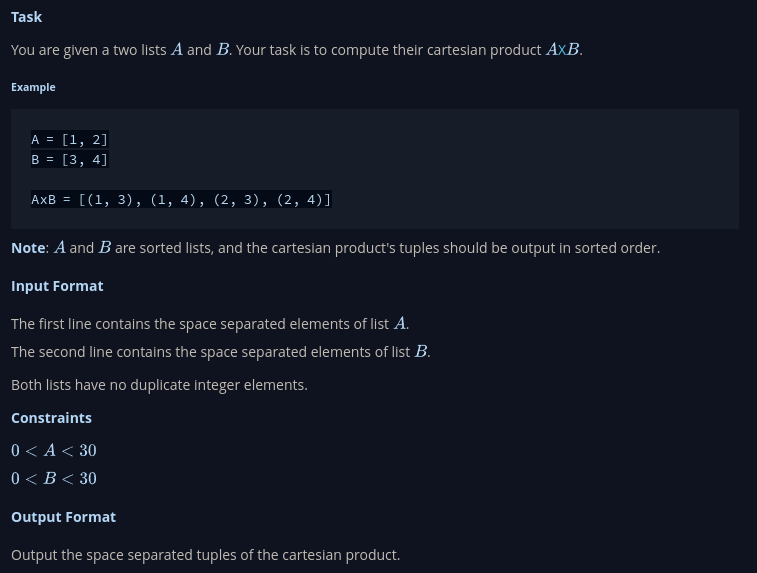 Task
You are given a two lists A and B. Your task is to compute their cartesian product AXB.
Example
A = [1, 2]
B = [3, 4]
AxB = [(1, 3), (1, 4), (2, 3), (2, 4)]
Note: A and B are sorted lists, and the cartesian product's tuples should be output in sorted order.
Input Format
The first line contains the space separated elements of list A.
The second line contains the space separated elements of list B.
Both lists have no duplicate integer elements.
Constraints
0 < A < 30
0 < B < 30
Output Format
Output the space separated tuples of the cartesian product.